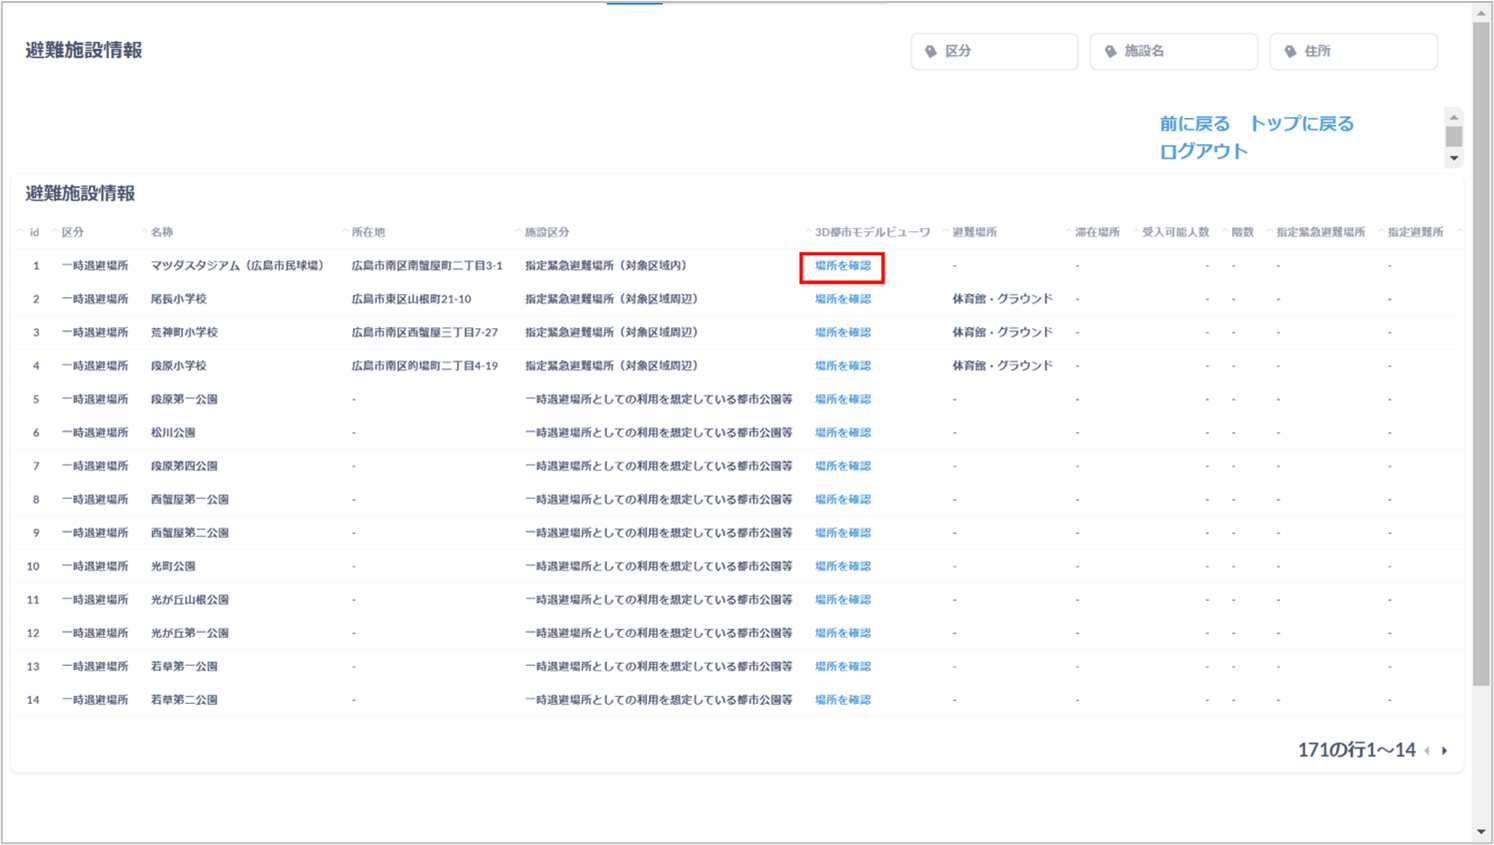 避難施設情報
区分 施設名 住所
前に戻る トップに戻る
ログアウト
避難施設情報
id 区分 名称 所在地 施設区分 3D都市モデルビューワ 避難場所 滞在場所 受入可能人数 階数 指定緊急避難場所 指定避難所
1 一時退避場所 マツダスタジアム（広島市民球場） 広島市南区南蟹屋町二丁目3-1 指定緊急避難場所（対象区域内） 場所を確認 - - - - - -
2 一時退避場所 尾長小学校 広島市東区山根町21-10 指定緊急避難場所（対象区域周辺） 場所を確認 体育館・グラウンド - - - - -
3 一時退避場所 荒神町小学校 広島市南区西蟹屋三丁目7-27 指定緊急避難場所（対象区域周辺） 場所を確認 体育館・グラウンド - - - - -
4 一時退避場所 段原小学校 広島市南区的場町二丁目4-19 指定緊急避難場所（対象区域周辺） 場所を確認 体育館・グラウンド - - - - -
5 一時退避場所 段原第一公園 - 一時退避場所としての利用を想定している都市公園等 場所を確認 - - - - - -
6 一時退避場所 松川公園 - 一時退避場所としての利用を想定している都市公園等 場所を確認 - - - - - -
7 一時退避場所 段原第四公園 - 一時退避場所としての利用を想定している都市公園等 場所を確認 - - - - - -
8 一時退避場所 西蟹屋第一公園 - 一時退避場所としての利用を想定している都市公園等 場所を確認 - - - - - -
9 一時退避場所 西蟹屋第二公園 - 一時退避場所としての利用を想定している都市公園等 場所を確認 - - - - - -
10 一時退避場所 光町公園 - 一時退避場所としての利用を想定している都市公園等 場所を確認 - - - - - -
11 一時退避場所 光が丘山根公園 - 一時退避場所としての利用を想定している都市公園等 場所を確認 - - - - - -
12 一時退避場所 光が丘第一公園 - 一時退避場所としての利用を想定している都市公園等 場所を確認 - - - - - -
13 一時退避場所 若草第一公園 - 一時退避場所としての利用を想定している都市公園等 場所を確認 - - - - - -
14 一時退避場所 若草第二公園 - 一時退避場所としての利用を想定している都市公園等 場所を確認 - - - - - -
171の行1～14